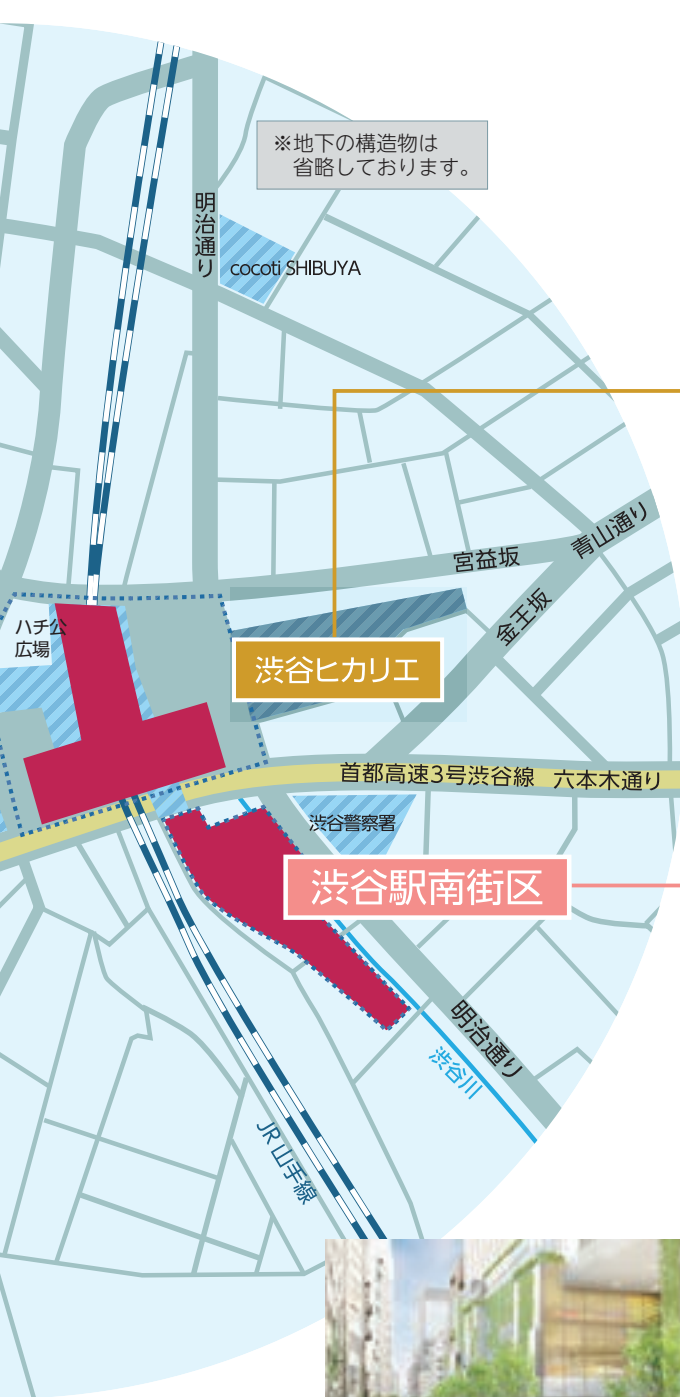 ※地下の構造物は
省略しております。
明治通り
cocoti SHIBUYA
青山通り
宮益坂
金王坂
ハチ公
広場
渋谷ヒカリエ
首都高速3号渋谷線
六本木通り
渋谷警察署
渋谷駅南街区
明治通り
渋谷川
JR山手線